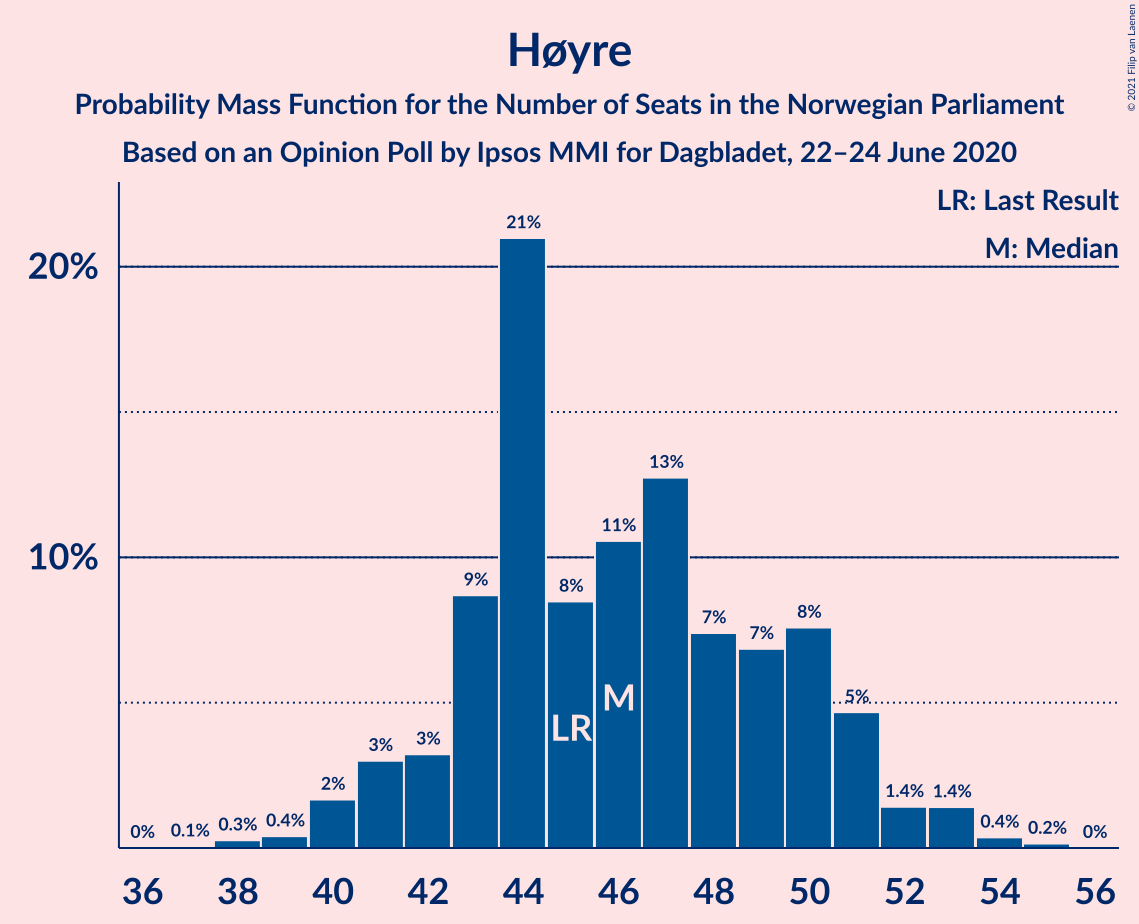 Høyre
Probability Mass Function for the Number of Seats in the Norwegian Parliament
Based on an Opinion Poll by Ipsos MMI for Dagbladet, 22–24 June 2020
© 2021 Filip van Laenen
LR: Last Result
M: Median
20%
10%
0%
0.1%
0.3%
0.4%
2%
3%
3%
9%
21%
8%
11%
13%
7%
7%
8%
5%
1.4%
1.4%
0.4%
0.2%
0%
LR
M
36 38 40 42 44 46 48 50 52 54 56